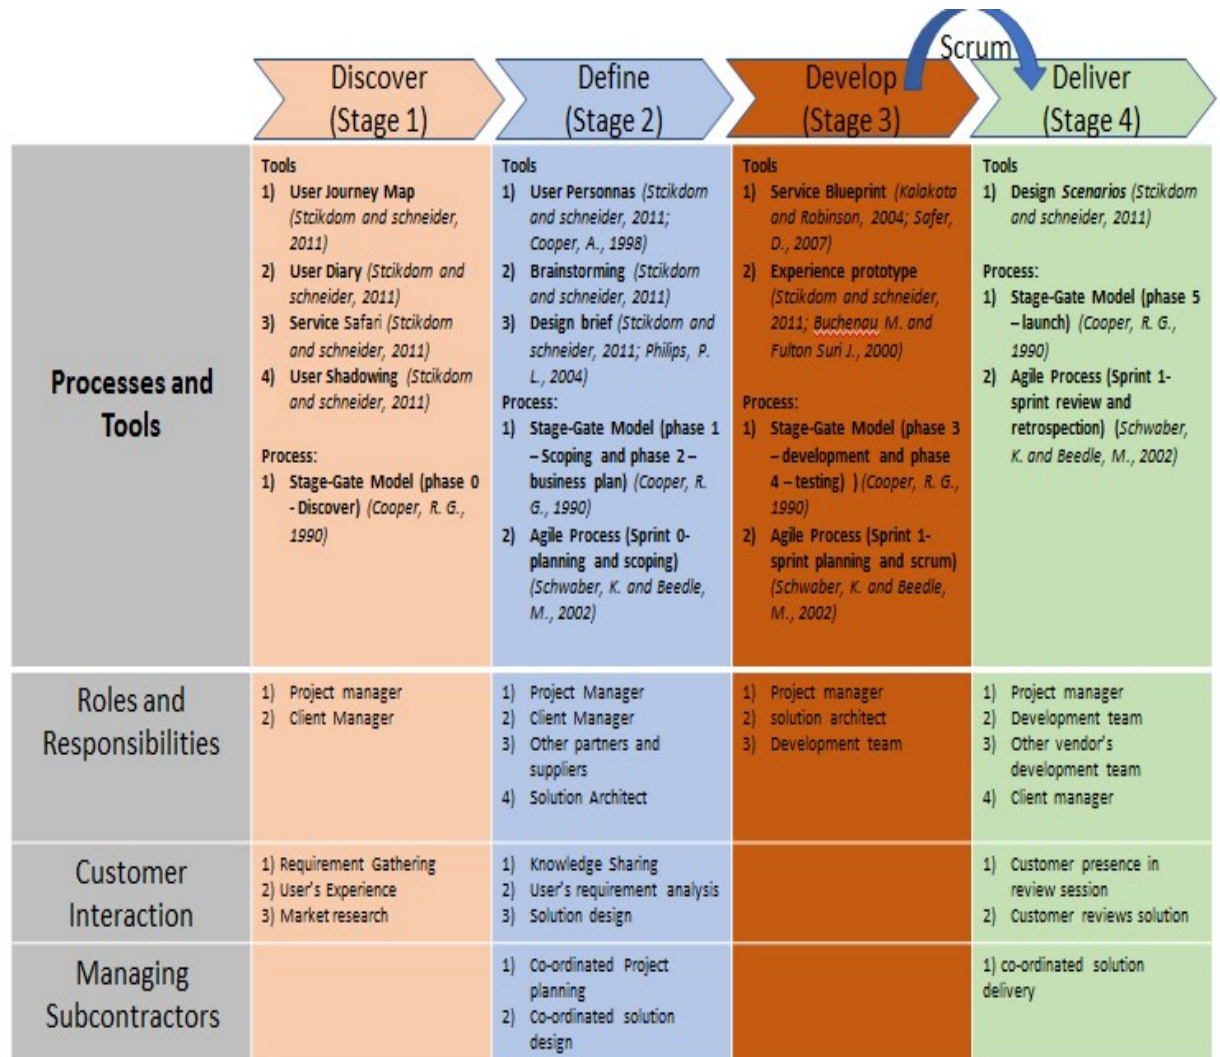 Scrum
Discover
(Stage 1)
Define
(Stage 2)
Develop
(Stage 3)
Deliver
(Stage 4)
Processes and
Tools
Tools
1) User Journey Map
(Stcikdorn and schneider,
2011)
2) User Diary (Stcikdorn and
schneider, 2011)
3) Service Safari (Stcikdorn
and schneider, 2011)
4) User Shadowing (Stcikdorn
and schneider, 2011)
Process:
1) Stage-Gate Model (phase 0
- Discover) (Cooper, R. G.,
1990)
Tools
1) User Personnas (Stcikdorn
and schneider, 2011;
Cooper, A., 1998)
2) Brainstorming (Stcikdorn
and schneider, 2011)
3) Design brief (Stcikdorn and
schneider, 2011; Philips, P.
L., 2004)
Process:
1) Stage-Gate Model (phase 1
– Scoping and phase 2 –
business plan) (Cooper, R.
G., 1990)
2) Agile Process (Sprint 0-
planning and scoping)
(Schwaber, K. and Beedle,
M., 2002)
Tools
1) Service Blueprint (Kalakota
and Robinson, 2004; Safer,
D., 2007)
2) Experience prototype
(Stcikdorn and schneider,
2011; Buchenau M. and
Fulton Suri J., 2000)
Process:
1) Stage-Gate Model (phase 3
– development and phase
4 – testing) ) (Cooper, R. G.,
1990)
2) Agile Process (Sprint 1-
sprint planning and scrum)
(Schwaber, K. and Beedle,
M., 2002)
Tools
1) Design Scenarios (Stcikdorn
and schneider, 2011)
Process:
1) Stage-Gate Model (phase 5
– launch) (Cooper, R. G.,
1990)
2) Agile Process (Sprint 1-
sprint review and
retrospection) (Schwaber,
K. and Beedle, M., 2002)
Roles and
Responsibilities
1) Project manager
2) Client Manager
1) Project Manager
2) Client Manager
3) Other partners and
suppliers
4) Solution Architect
1) Project manager
2) solution architect
3) Development team
1) Project manager
2) Development team
3) Other vendor's
development team
4) Client manager
Customer
Interaction
1) Requirement Gathering
2) User's Experience
3) Market research
1) Knowledge Sharing
2) User's requirement analysis
3) Solution design
1) Customer presence in
review session
2) Customer reviews solution
Managing
Subcontractors
1) Co-ordinated Project
planning
2) Co-ordinated solution
design
1) co-ordinated solution
delivery